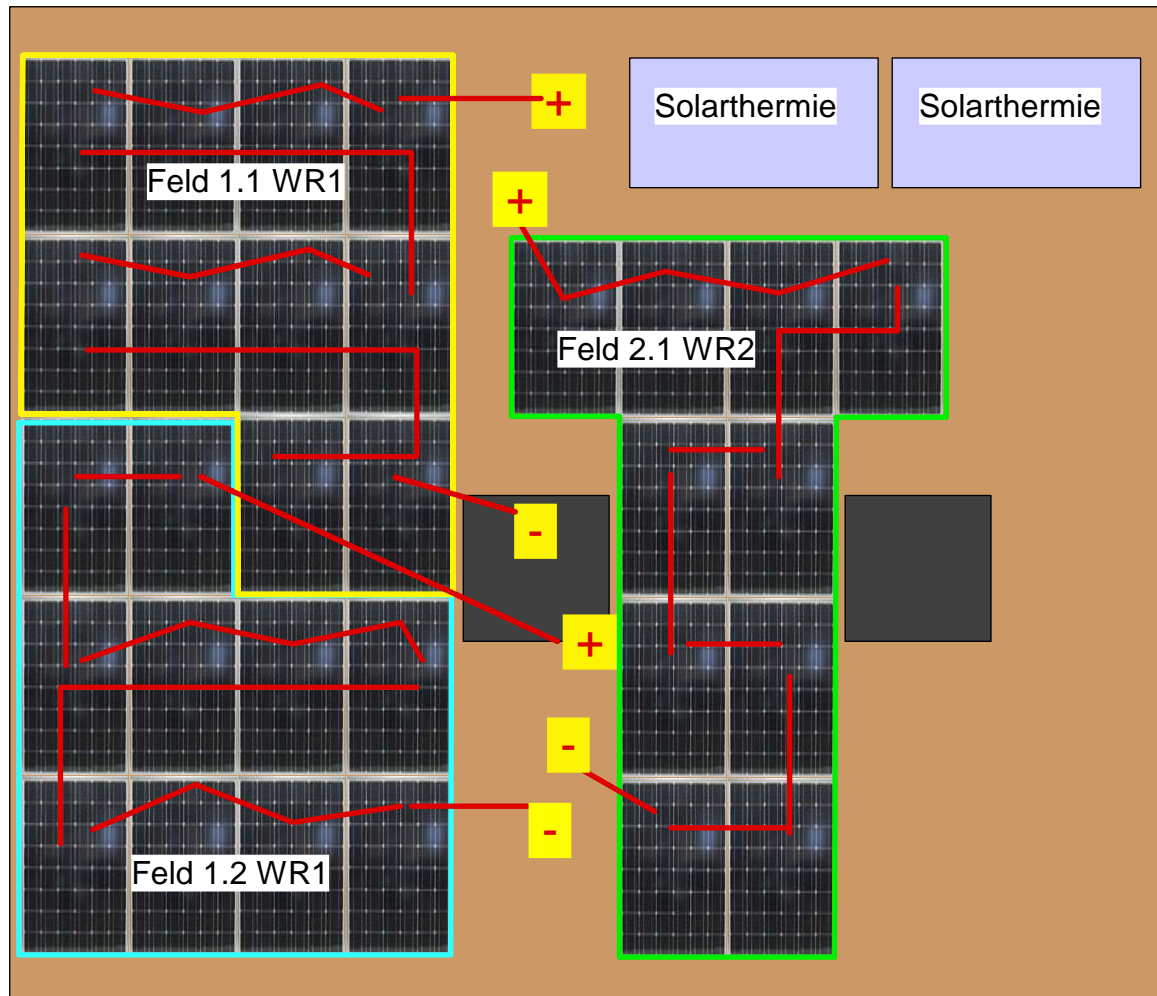 +
Solarthermie
Solarthermie
Feld 1.1 WR1
+
Feld 2.1 WR2
-
+
-
-
Feld 1.2 WR1